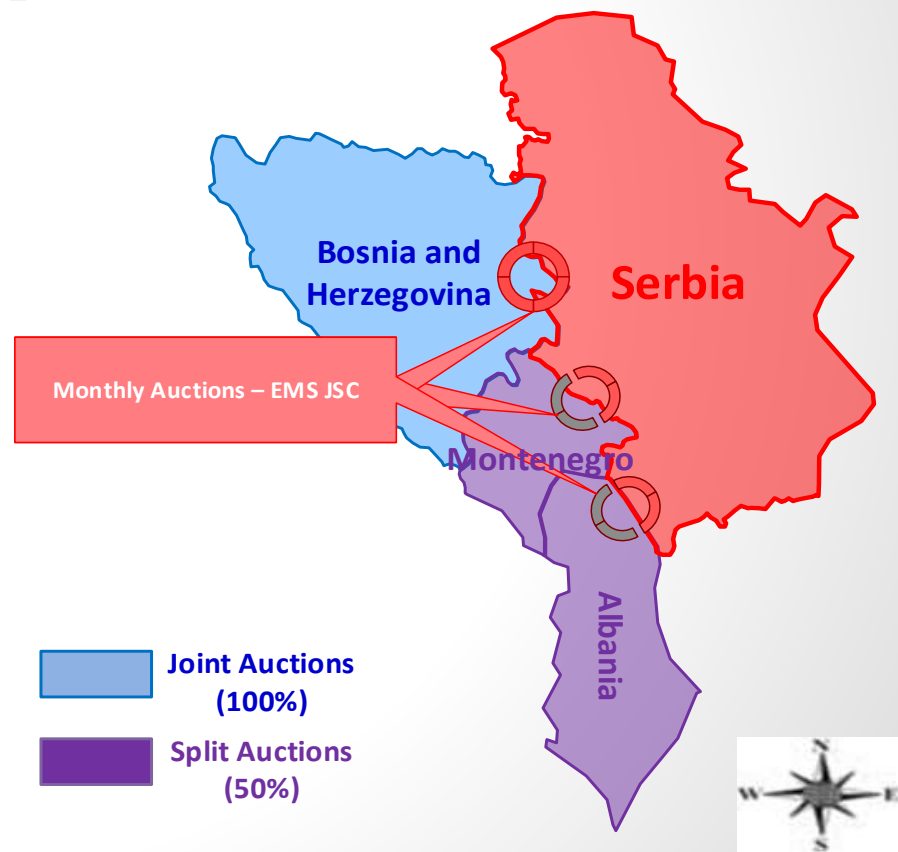 Bosnia and
Herzegovina
Serbia
Monthly Auctions – EMS JSC
Montenegro
Albania
Joint Auctions
(100%)
Split Auctions
(50%)
N
W E
S